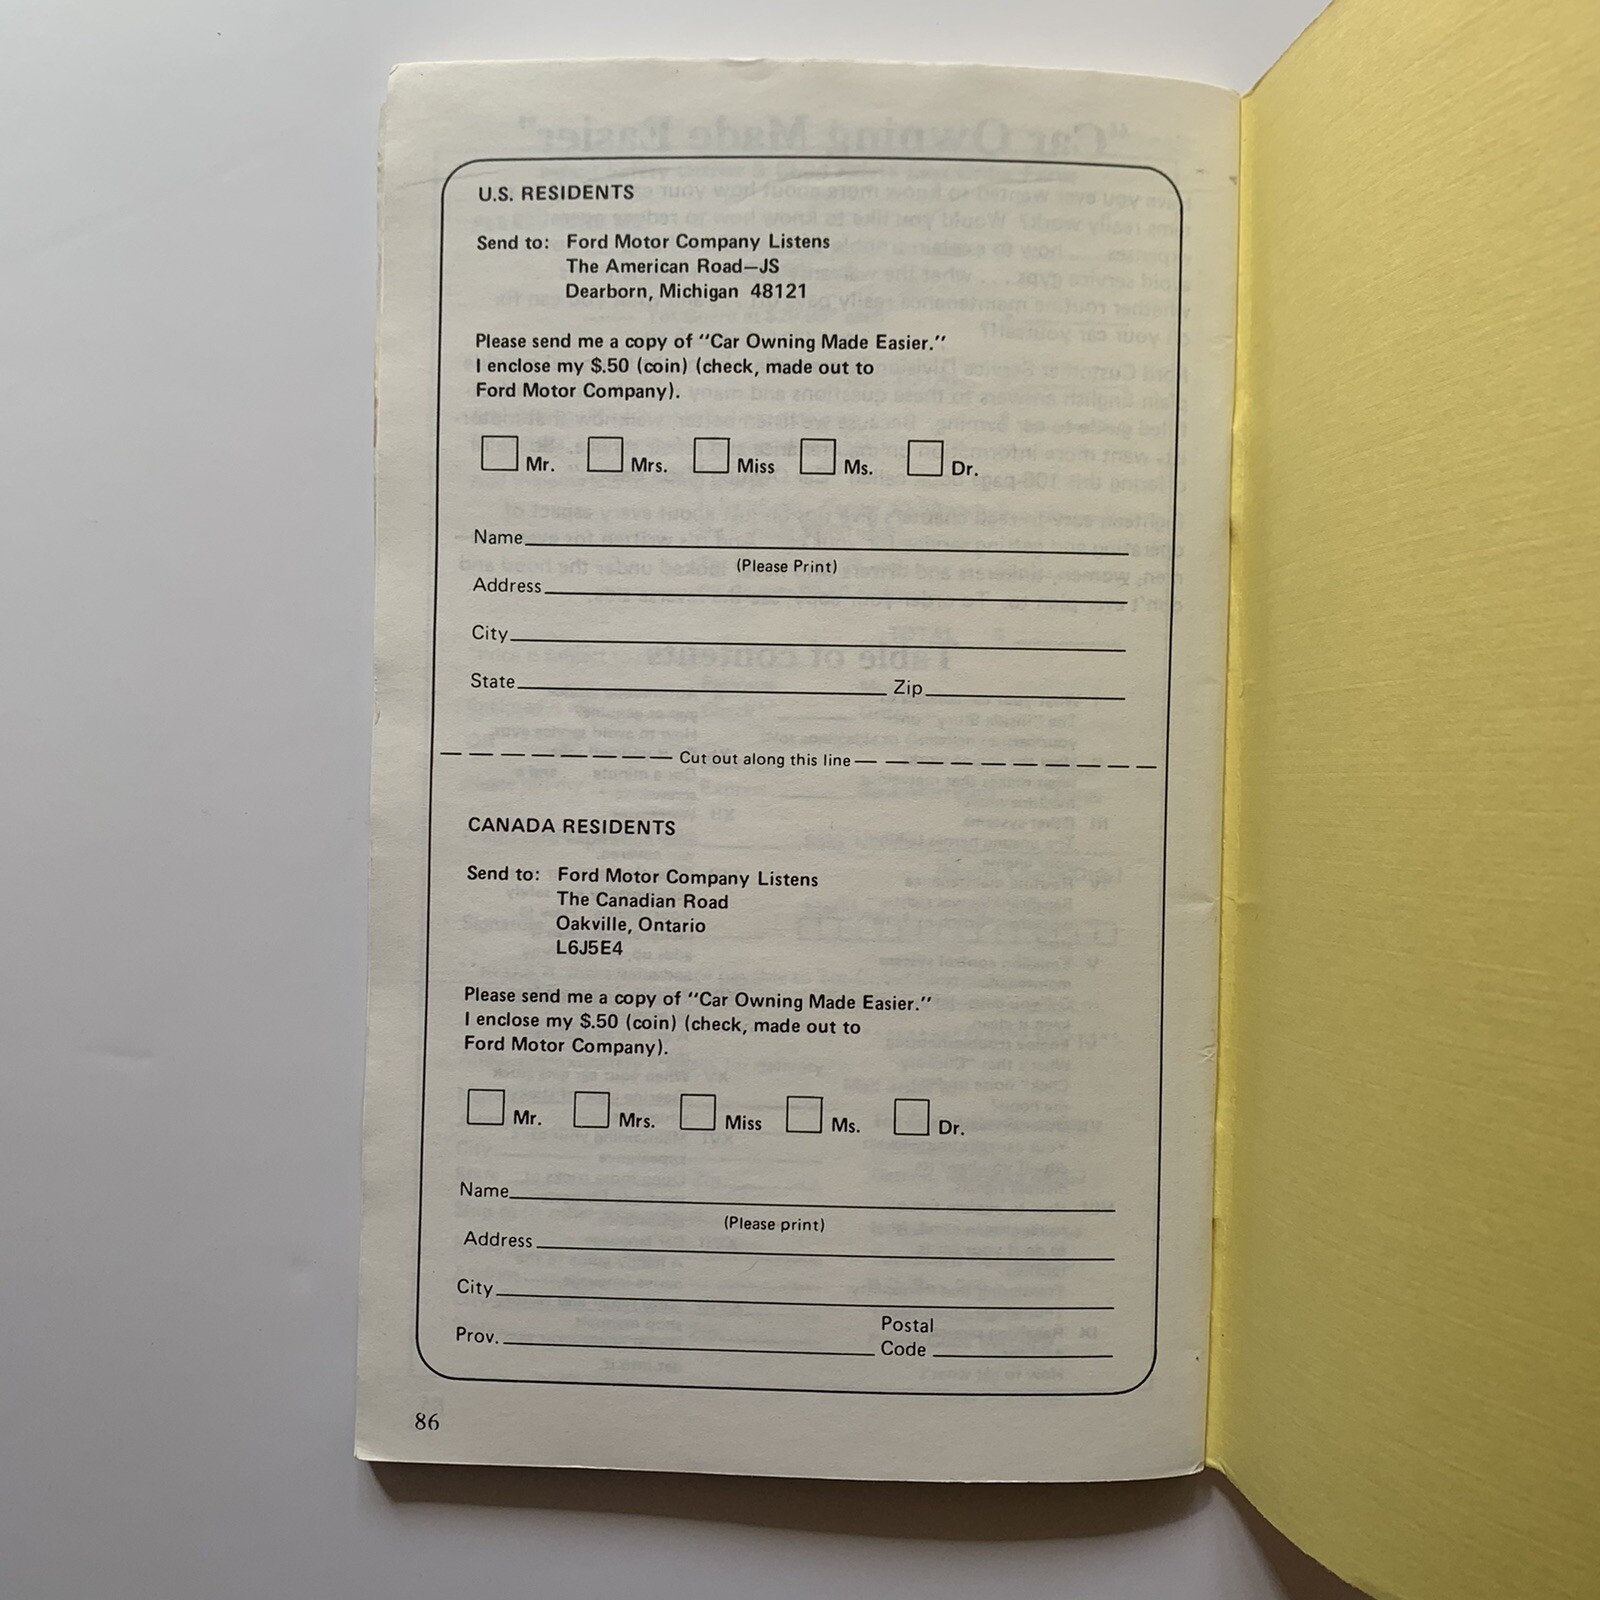 U.S. RESIDENTS
Send to: Ford Motor Company Listens
The American Road—JS
Dearborn, Michigan 48121
Please send me a copy of "Car Owning Made Easier."
I enclose my $.50 (coin) (check, made out to
Ford Motor Company).
Mr. Mrs. Miss Ms. Dr.
Name
(Please Print)
Address
City
State Zip
Cut out along this line
CANADA RESIDENTS
Send to: Ford Motor Company Listens
The Canadian Road
Oakville, Ontario
L6J5E4
Please send me a copy of "Car Owning Made Easier."
I enclose my $.50 (coin) (check, made out to
Ford Motor Company).
Mr. Mrs. Miss Ms. Dr.
Name
(Please print)
Address
City
Postal
Prov. Code
86